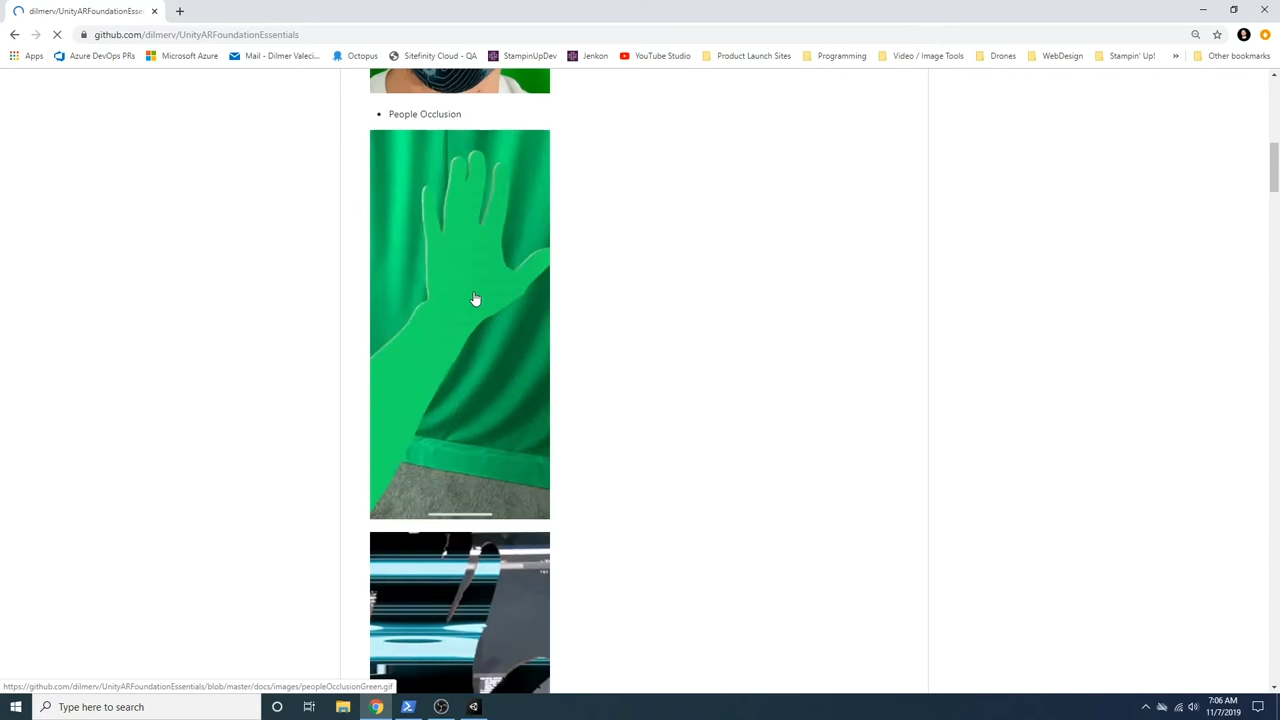 dilmerv/UnityARFoundationEsse
github.com/dilmerv/UnityARFoundationEssentials
Apps Azure DevOps PRs Microsoft Azure Mail - Dilmer Valeci... Octopus Sitefinity Cloud - QA StampinUpDev Jenkon YouTube Studio Product Launch Sites Programming Video / Image Tools Drones WebDesign Stampin' Up! » Other bookmarks
People Occlusion
https://github.com/dilmerv/UnityARFoundationEssentials/blob/master/docs/images/peopleOcclusionGreen.gif
Type here to search
7:06 AM
11/7/2019